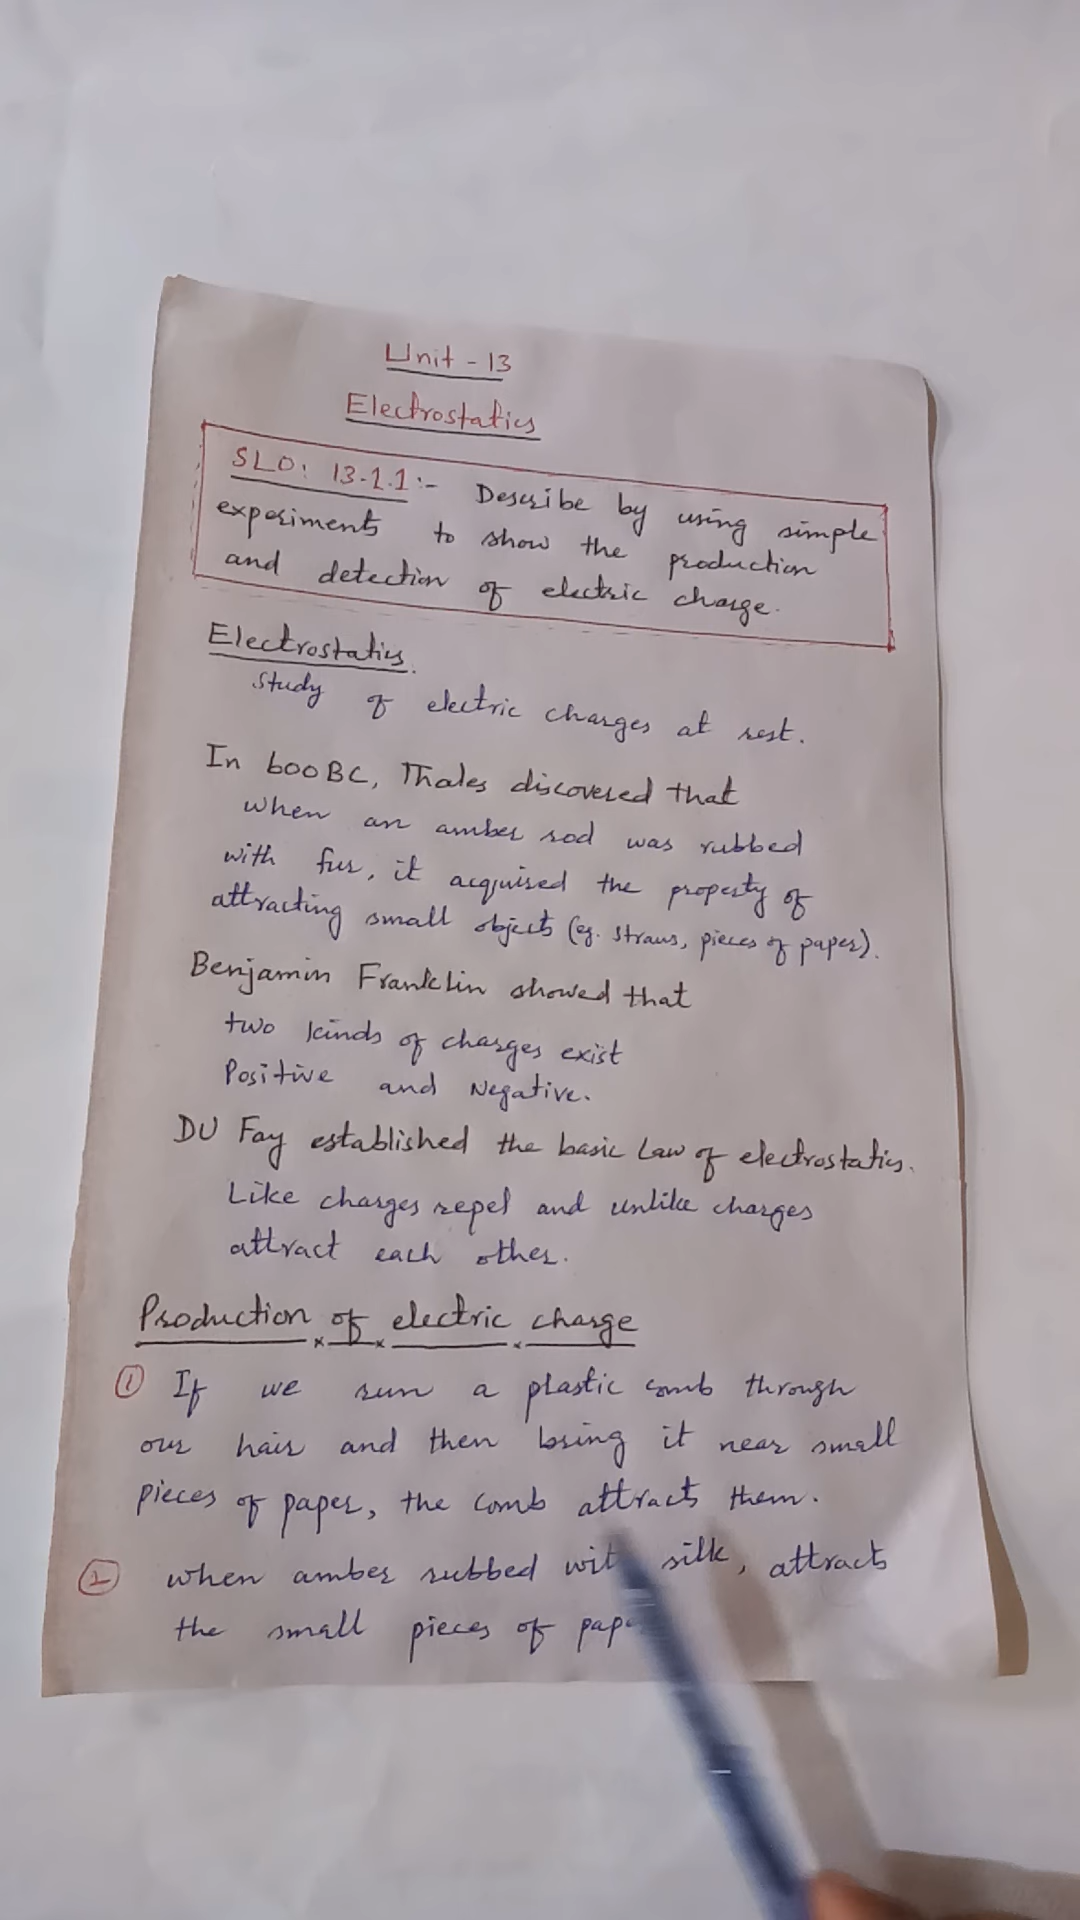 Unit - 13
Electrostatics
SLO: 13.1.1:- Describe by using simple
experiments to show the production
and detection of electric charge.
Electrostatics.
Study of electric charges at rest.
In 600 BC, Thales discovered that
when an amber rod was rubbed
with fur, it acquired the property of
attracting small objects (eg. straws, pieces of paper).
Benjamin Franklin showed that
two kinds of charges exist
Positive and Negative.
DU Fay established the basic Law of electrostatics.
Like charges repel and unlike charges
attract each other.
Production of electric charge
① If we run a plastic comb through
our hair and then bring it near small
pieces of paper, the comb attracts them.
② when amber rubbed with silk, attracts
the small pieces of